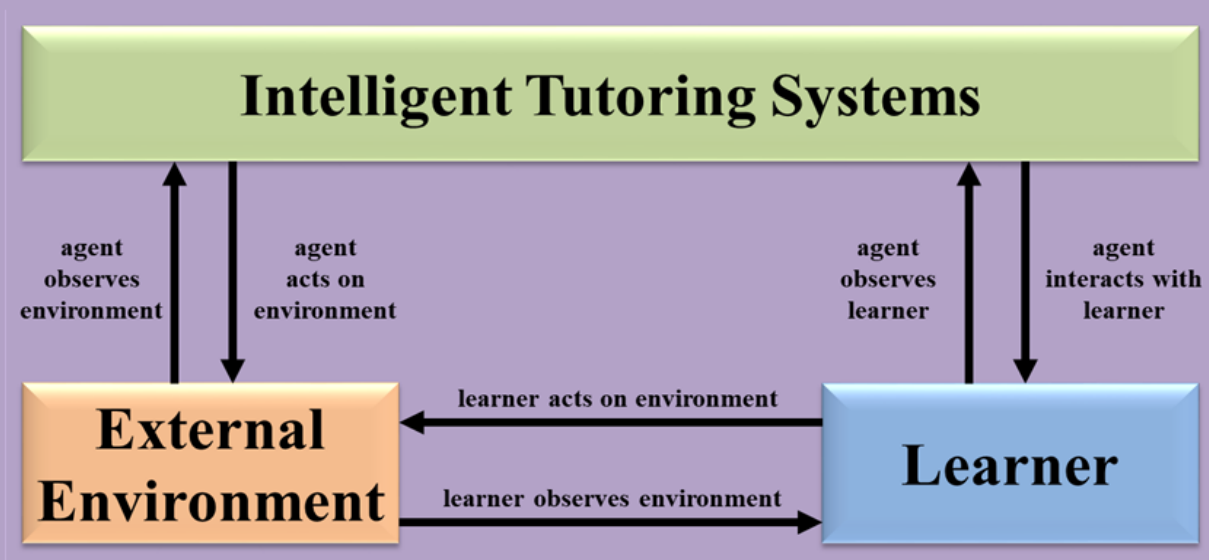 Intelligent Tutoring Systems
agent
observes
environment
agent
acts on
environment
agent
observes
learner
agent
interacts with
learner
learner acts on environment
External
Environment
learner observes environment
Learner